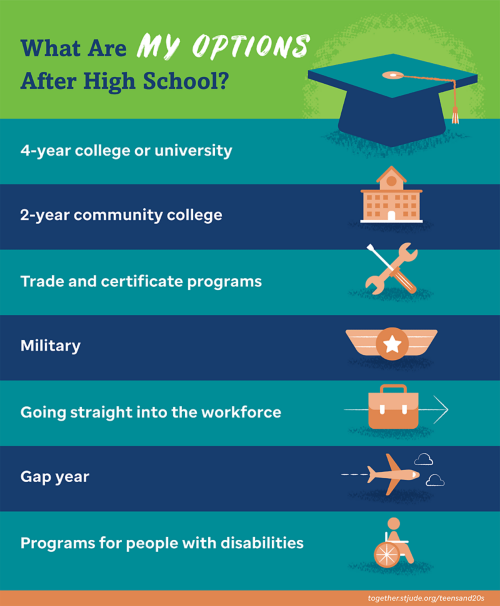 What Are MY OPTIONS
After High School?
4-year college or university
2-year community college
Trade and certificate programs
Military
Going straight into the workforce
Gap year
Programs for people with disabilities
together.stjude.org/teensand20s